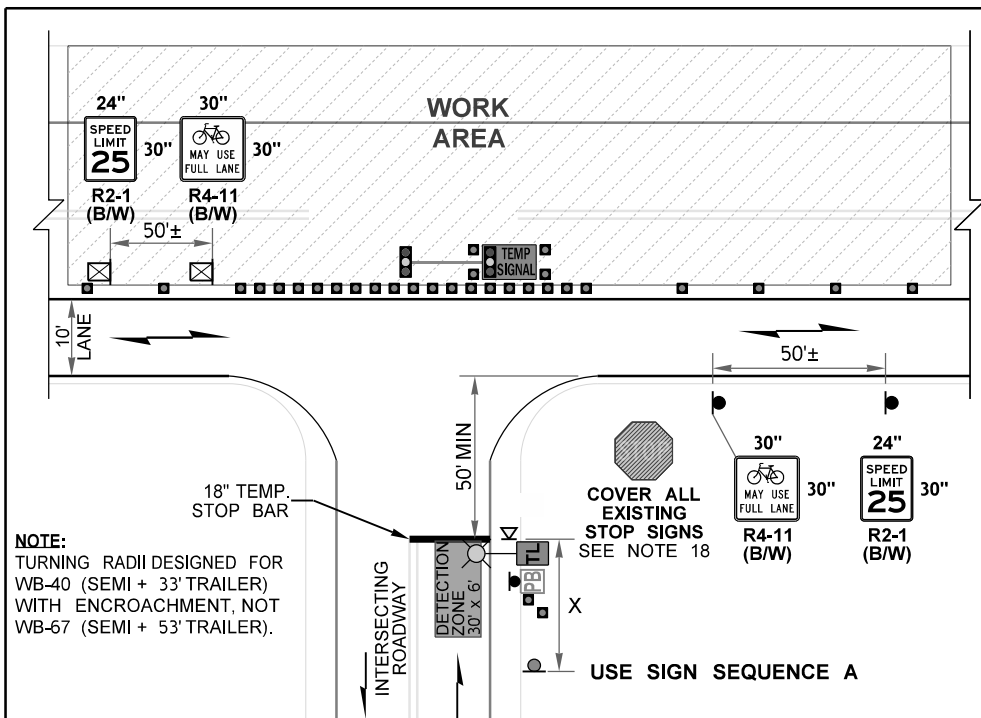 WORK
AREA
24"
30"
SPEED
LIMIT
25
30"
MAY USE
FULL LANE
30"
R2-1
(B/W)
R4-11
(B/W)
50'±
TEMP
SIGNAL
10'
LANE
50'±
50' MIN
STOP
COVER ALL
EXISTING
STOP SIGNS
SEE NOTE 18
30"
24"
MAY USE
FULL LANE
30"
SPEED
LIMIT
25
30"
R4-11
(B/W)
R2-1
(B/W)
18" TEMP.
STOP BAR
NOTE:
TURNING RADII DESIGNED FOR
WB-40 (SEMI + 33' TRAILER)
WITH ENCROACHMENT, NOT
WB-67 (SEMI + 53' TRAILER).
INTERSECTING
ROADWAY
DETECTION
ZONE
30' x 6'
TL
PB
X
USE SIGN SEQUENCE A